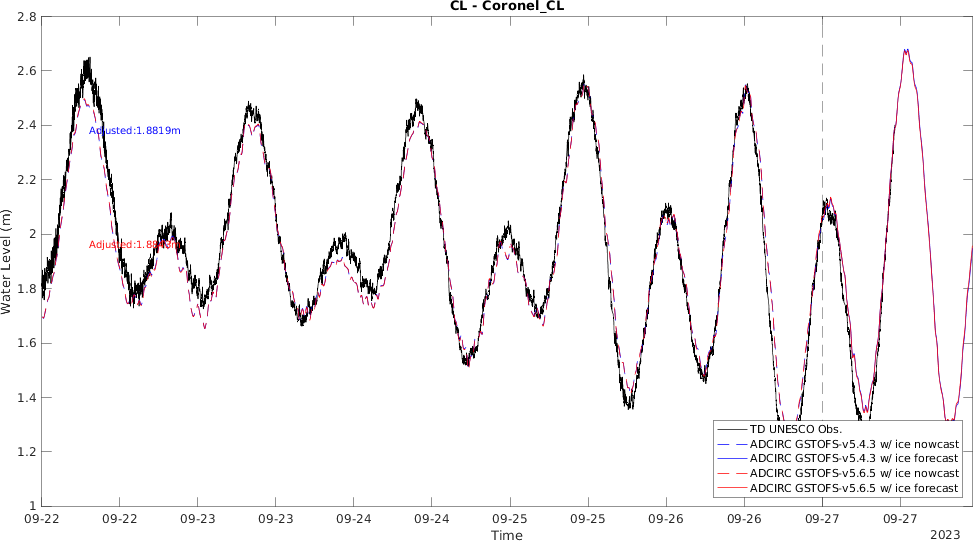 CL - Coronel_CL
2.8
2.6
2.4
2.2
2
1.8
1.6
1.4
1.2
1
Water Level (m)
Adjusted:1.8819m
TD UNESCO Obs.
ADCIRC GSTOFS-v5.4.3 w/ ice nowcast
ADCIRC GSTOFS-v5.4.3 w/ ice forecast
ADCIRC GSTOFS-v5.6.5 w/ ice nowcast
ADCIRC GSTOFS-v5.6.5 w/ ice forecast
09-22 09-22 09-23 09-23 09-24 09-24 09-25 09-25 09-26 09-26 09-27 09-27
Time
2023